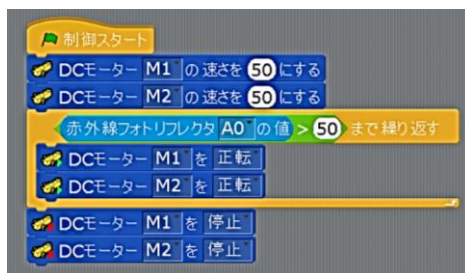 制御スタート
DCモーター M1 の速さを 50 にする
DCモーター M2 の速さを 50 にする
赤外線フォトリフレクタ A0 の値 > 50 まで繰り返す
DCモーター M1 を 正転
DCモーター M2 を 正転
DCモーター M1 を 停止
DCモーター M2 を 停止